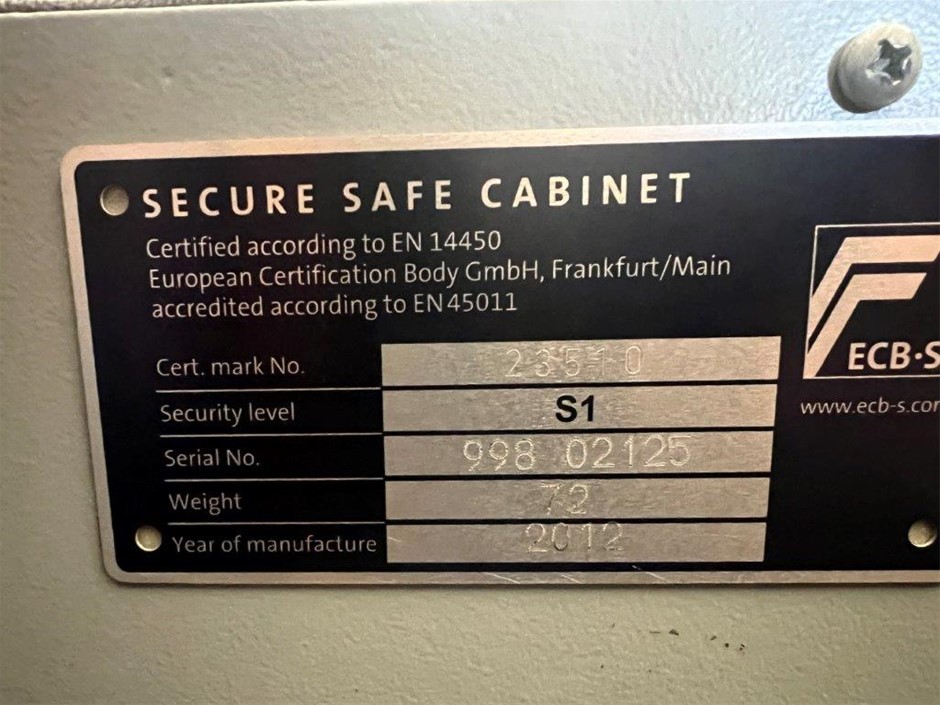 SECURE SAFE CABINET
Certified according to EN 14450
European Certification Body GmbH, Frankfurt/Main
accredited according to EN 45011
ECB·S
Cert. mark No. 23510
www.ecb-s.com
Security level S1
Serial No. 998 02125
Weight 72
Year of manufacture 2012